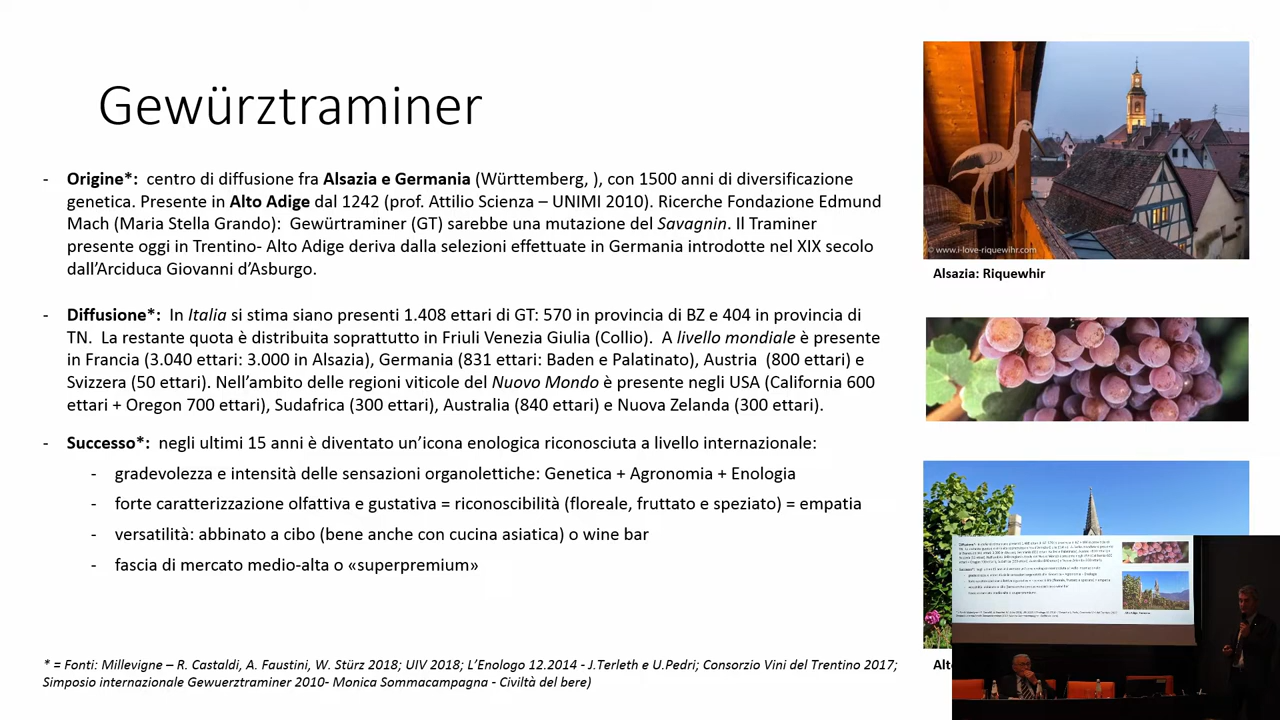 Gewürztraminer
- Origine*: centro di diffusione fra Alsazia e Germania (Württemberg, ), con 1500 anni di diversificazione
genetica. Presente in Alto Adige dal 1242 (prof. Attilio Scienza – UNIMI 2010). Ricerche Fondazione Edmund
Mach (Maria Stella Grando): Gewürtraminer (GT) sarebbe una mutazione del Savagnin. Il Traminer
presente oggi in Trentino- Alto Adige deriva dalla selezioni effettuate in Germania introdotte nel XIX secolo
dall'Arciduca Giovanni d'Asburgo.
- Diffusione*: In Italia si stima siano presenti 1.408 ettari di GT: 570 in provincia di BZ e 404 in provincia di
TN. La restante quota è distribuita soprattutto in Friuli Venezia Giulia (Collio). A livello mondiale è presente
in Francia (3.040 ettari: 3.000 in Alsazia), Germania (831 ettari: Baden e Palatinato), Austria (800 ettari) e
Svizzera (50 ettari). Nell'ambito delle regioni viticole del Nuovo Mondo è presente negli USA (California 600
ettari + Oregon 700 ettari), Sudafrica (300 ettari), Australia (840 ettari) e Nuova Zelanda (300 ettari).
- Successo*: negli ultimi 15 anni è diventato un'icona enologica riconosciuta a livello internazionale:
- gradevolezza e intensità delle sensazioni organolettiche: Genetica + Agronomia + Enologia
- forte caratterizzazione olfattiva e gustativa = riconoscibilità (floreale, fruttato e speziato) = empatia
- versatilità: abbinato a cibo (bene anche con cucina asiatica) o wine bar
- fascia di mercato medio-alto «superpremium»
* = Fonti: Millevigne – R. Castaldi, A. Faustini, W. Stürz 2018; UIV 2018; L'Enologo 12.2014 - J.Terleth e U.Pedri; Consorzio Vini del Trentino 2017;
Simposio internazionale Gewuerztraminer 2010- Monica Sommacampagna - Civiltà del bere)
© www.i-love-riquewihr.com
Alsazia: Riquewhir